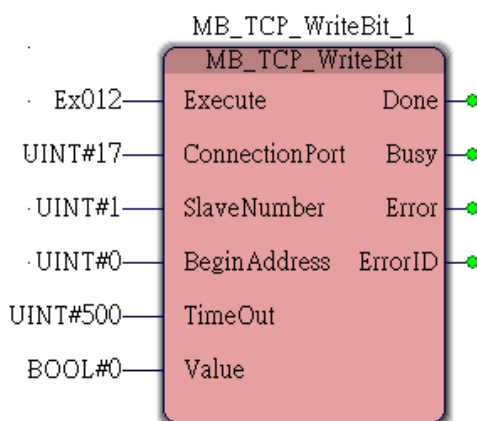 MB_TCP_WriteBit_1
MB_TCP_WriteBit
Ex012 Execute Done
UINT#17 ConnectionPort Busy
UINT#1 SlaveNumber Error
UINT#0 BeginAddress ErrorID
UINT#500 TimeOut
BOOL#0 Value